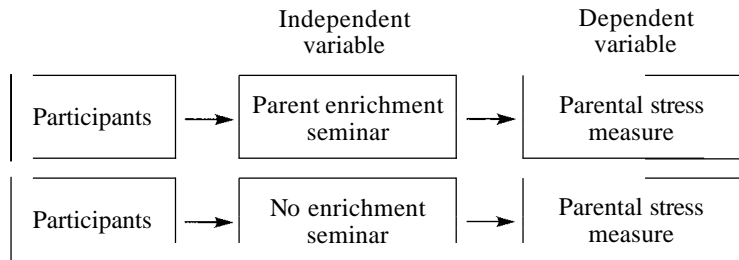 Independent
variable
Dependent
variable
Participants
Parent enrichment
seminar
Parental stress
measure
Participants
No enrichment
seminar
Parental stress
measure